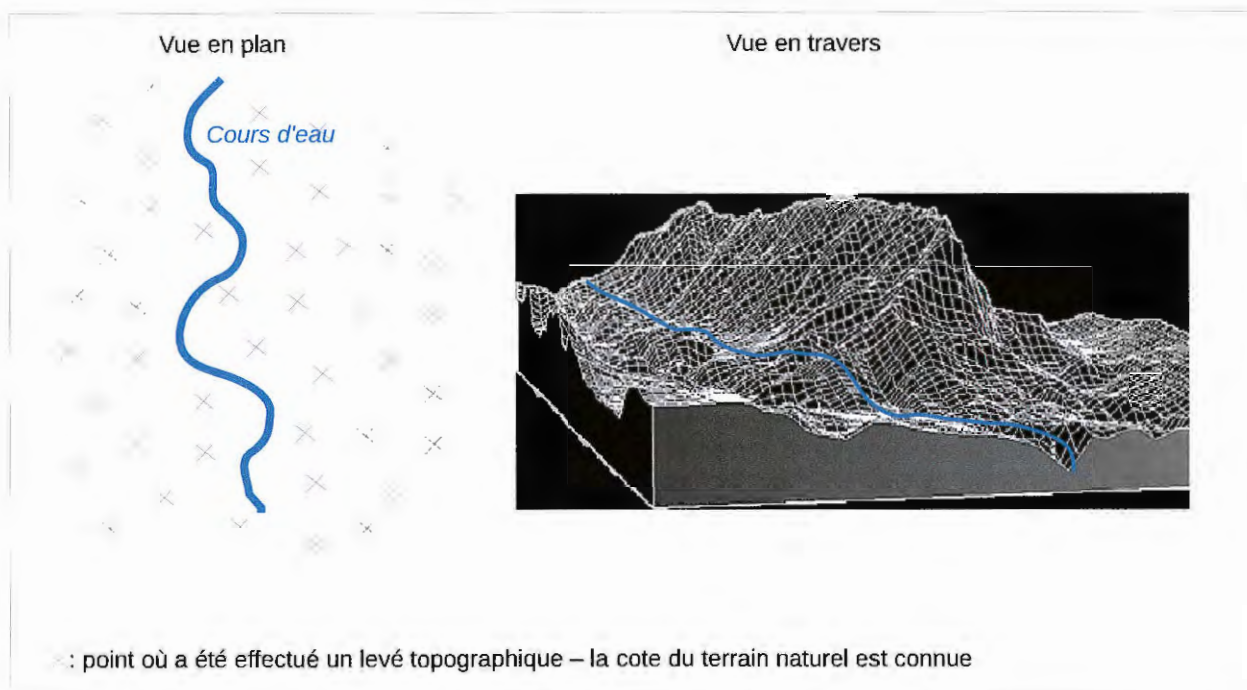 Vue en plan
Vue en travers
Cours d'eau
: point où a été effectué un levé topographique – la cote du terrain naturel est connue